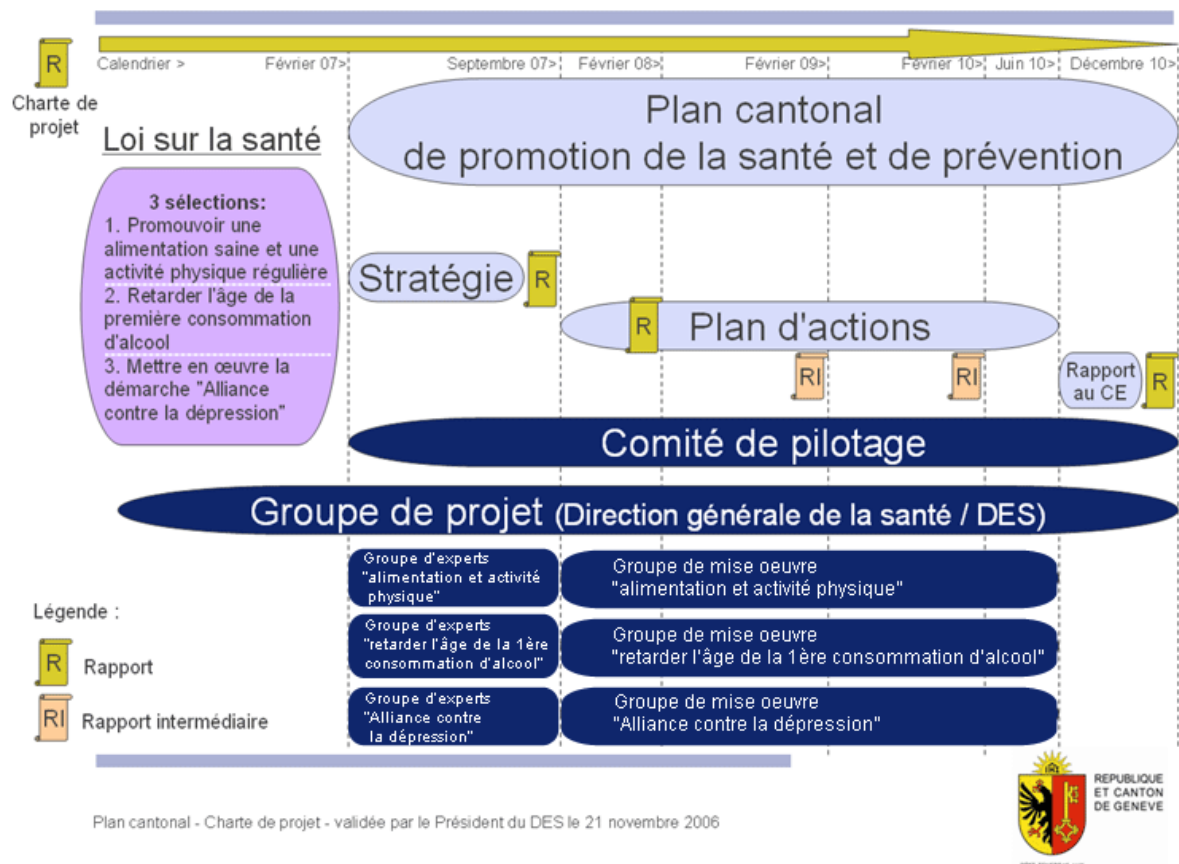 R
Charte de
projet
Calendrier >
Février 07>
Septembre 07>
Février 08>
Février 09>
Février 10>
Juin 10>
Décembre 10>
Plan cantonal
de promotion de la santé et de prévention
Loi sur la santé
3 sélections:
1. Promouvoir une
alimentation saine et une
activité physique régulière
2. Retarder l'âge de la
première consommation
d'alcool
3. Mettre en œuvre la
démarche "Alliance
contre la dépression"
Stratégie
R
R
Plan d'actions
RI
RI
Rapport
au CE
R
Comité de pilotage
Groupe de projet (Direction générale de la santé / DES)
Groupe d'experts
"alimentation et activité
physique"
Groupe de mise oeuvre
"alimentation et activité physique"
Groupe d'experts
"retarder l'âge de la 1ère
consommation d'alcool"
Groupe de mise oeuvre
"retarder l'âge de la 1ère consommation d'alcool"
Groupe d'experts
"Alliance contre
la dépression"
Groupe de mise oeuvre
"Alliance contre la dépression"
Légende :
R
Rapport
RI
Rapport intermédiaire
REPUBLIQUE
ET CANTON
DE GENEVE
Plan cantonal - Charte de projet - validée par le Président du DES le 21 novembre 2006